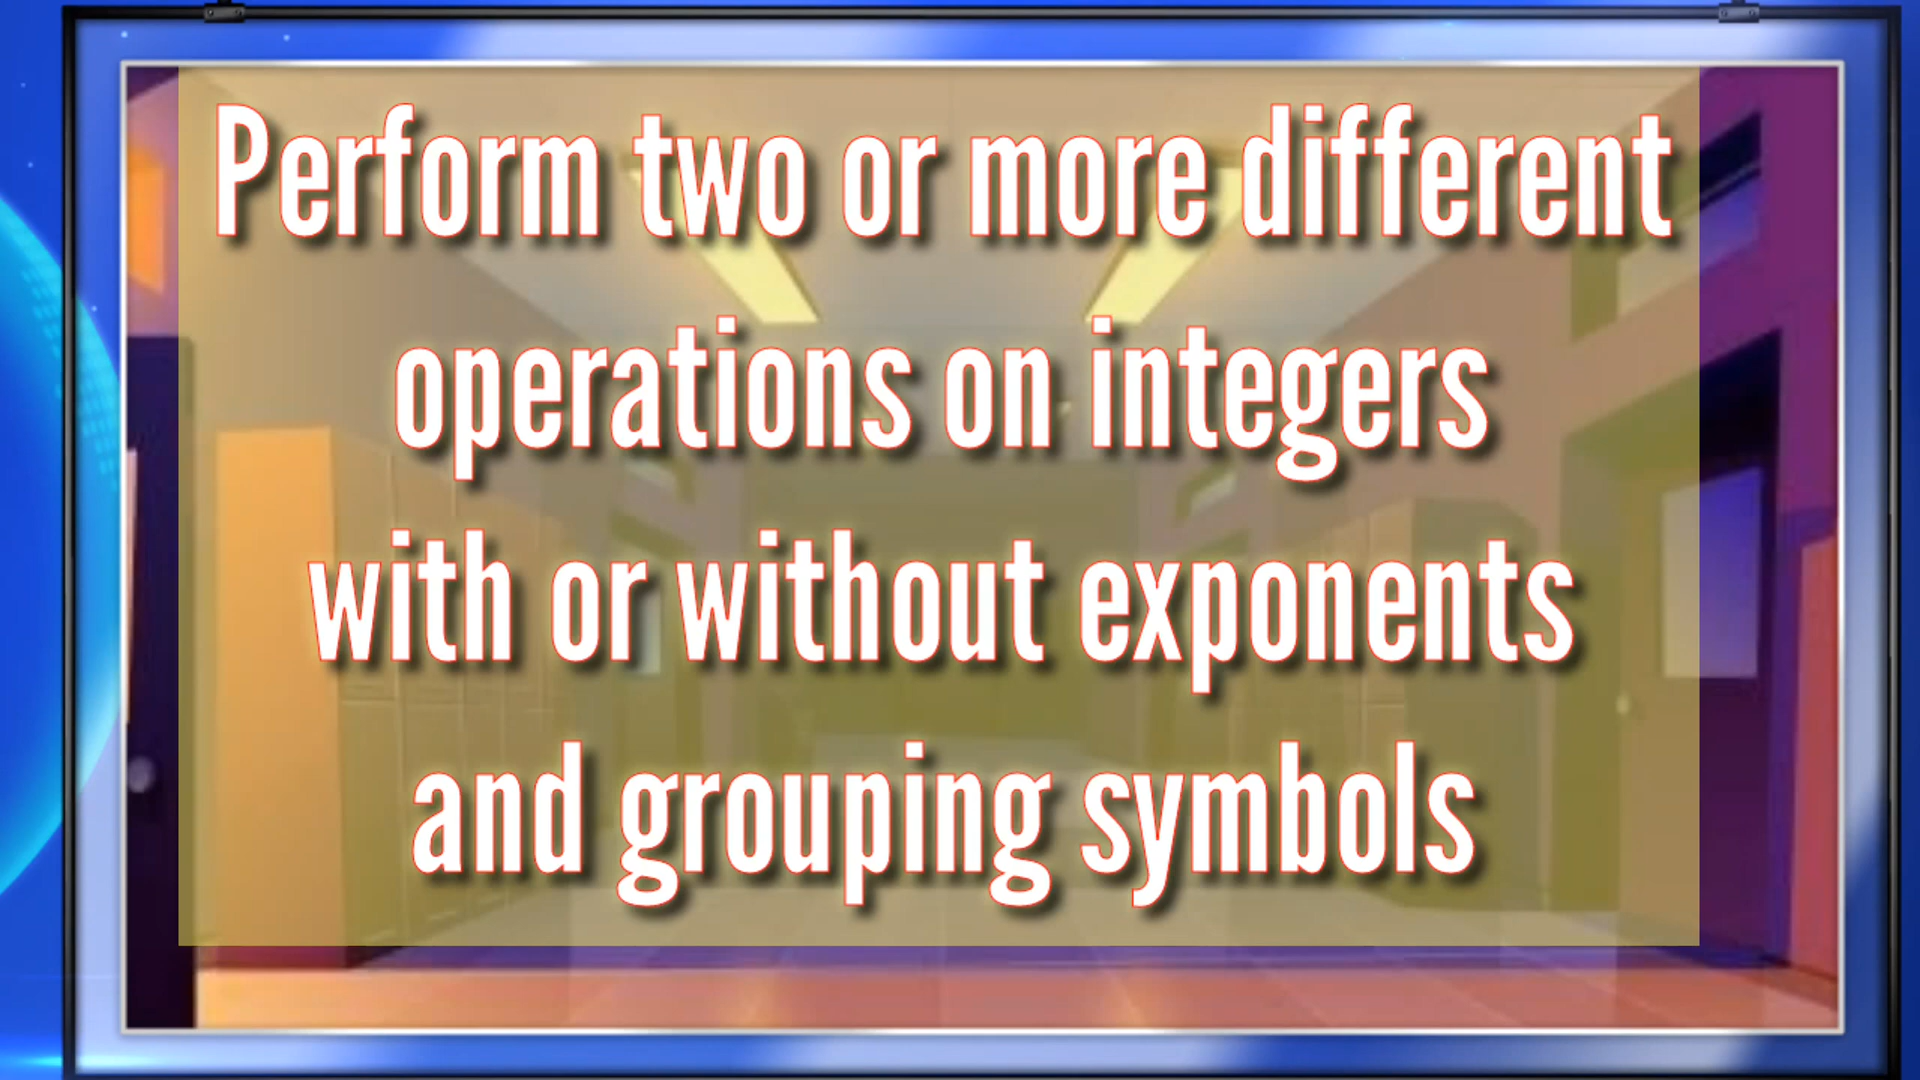 Perform two or more different
operations on integers
with or without exponents
and grouping symbols